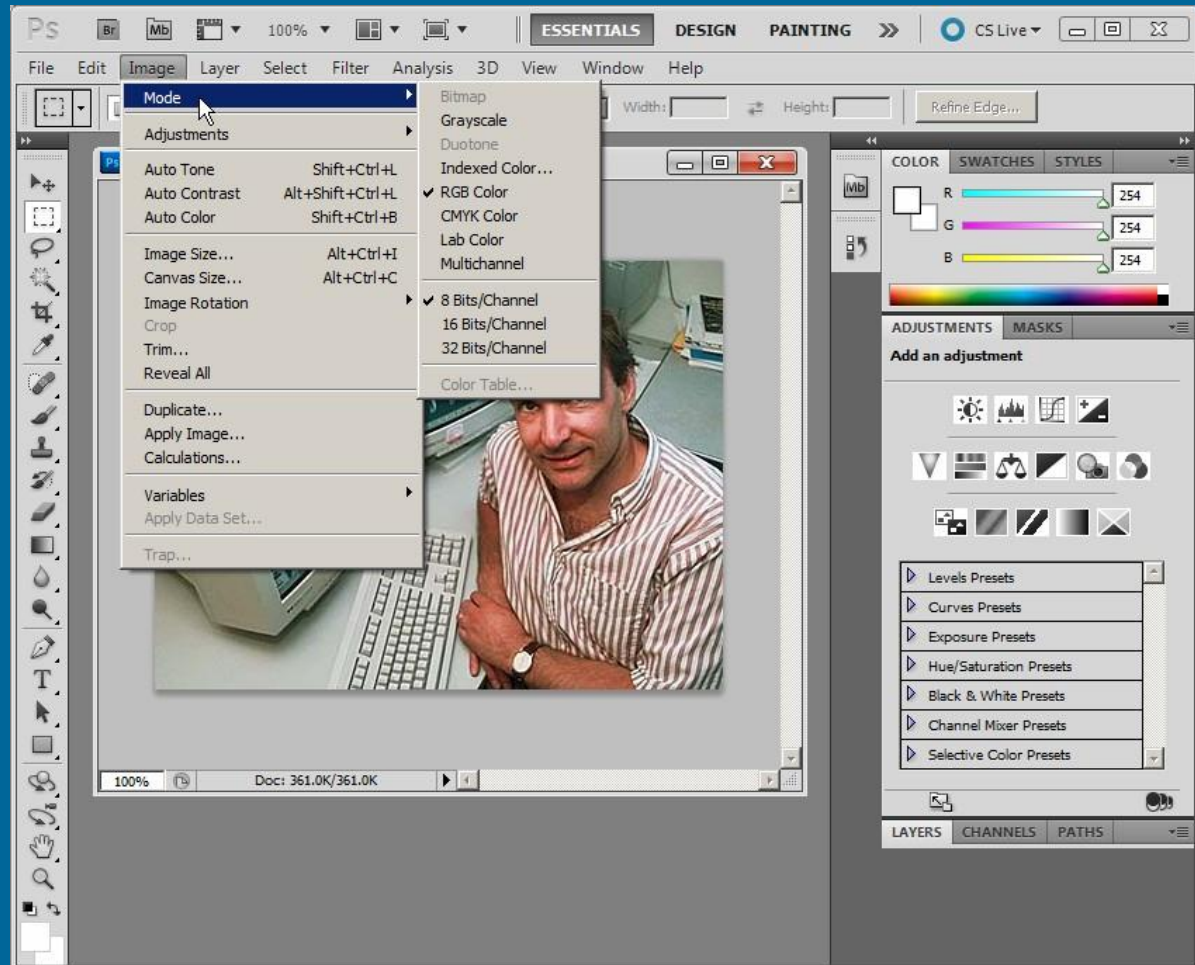 Ps Br Mb 100% ESSENTIALS DESIGN PAINTING CS Live
File Edit Image Layer Select Filter Analysis 3D View Window Help
Width: Height: Refine Edge...
Mode
Adjustments
Auto Tone Shift+Ctrl+L
Auto Contrast Alt+Shift+Ctrl+L
Auto Color Shift+Ctrl+B
Image Size... Alt+Ctrl+I
Canvas Size... Alt+Ctrl+C
Image Rotation
Crop
Trim...
Reveal All
Duplicate...
Apply Image...
Calculations...
Variables
Apply Data Set...
Trap...
Bitmap
Grayscale
Duotone
Indexed Color...
RGB Color
CMYK Color
Lab Color
Multichannel
8 Bits/Channel
16 Bits/Channel
32 Bits/Channel
Color Table...
Ps
100% Doc: 361.0K/361.0K
Mb
COLOR SWATCHES STYLES
R 254
G 254
B 254
ADJUSTMENTS MASKS
Add an adjustment
Levels Presets
Curves Presets
Exposure Presets
Hue/Saturation Presets
Black & White Presets
Channel Mixer Presets
Selective Color Presets
LAYERS CHANNELS PATHS